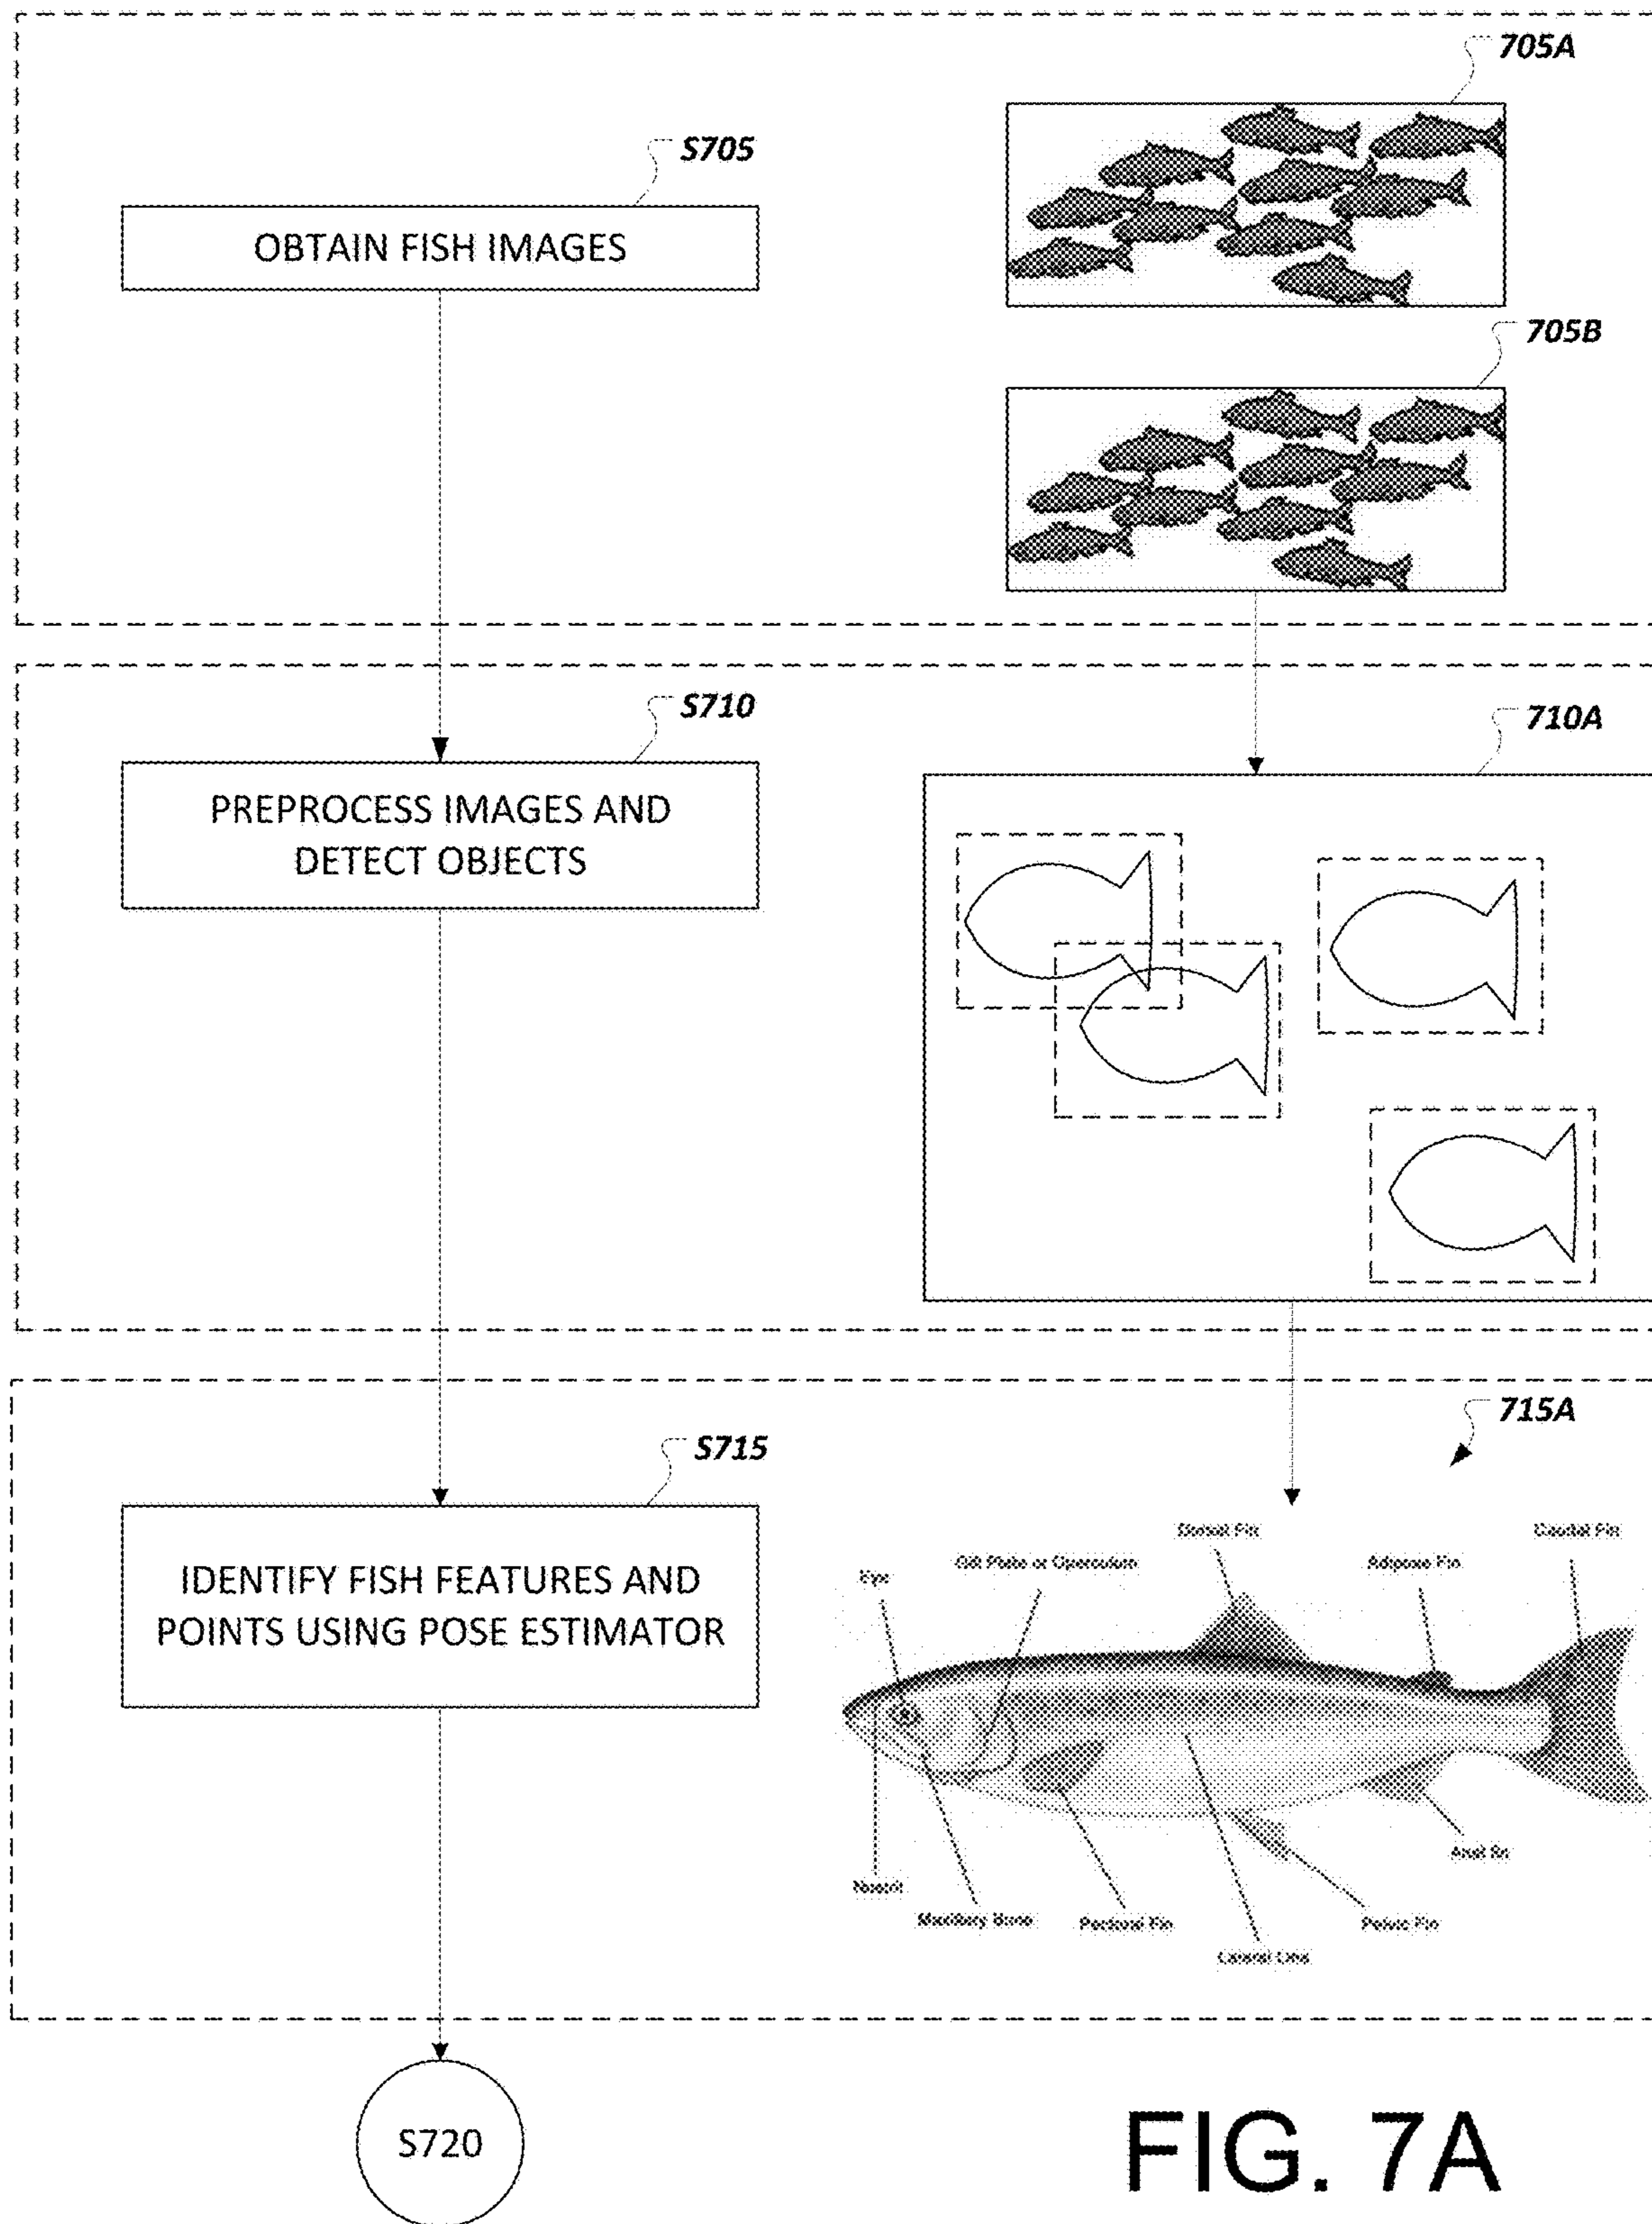 705A
S705
OBTAIN FISH IMAGES
705B
S710
710A
PREPROCESS IMAGES AND
DETECT OBJECTS
715A
S715
IDENTIFY FISH FEATURES AND
POINTS USING POSE ESTIMATOR
Dorsal Fin
Caudal Fin
Gill Plate or Operculum
Adipose Fin
Eye
Anal fin
Nostril
Maxillary Bone
Pectoral Fin
Pelvic Fin
Lateral Line
S720
FIG. 7A